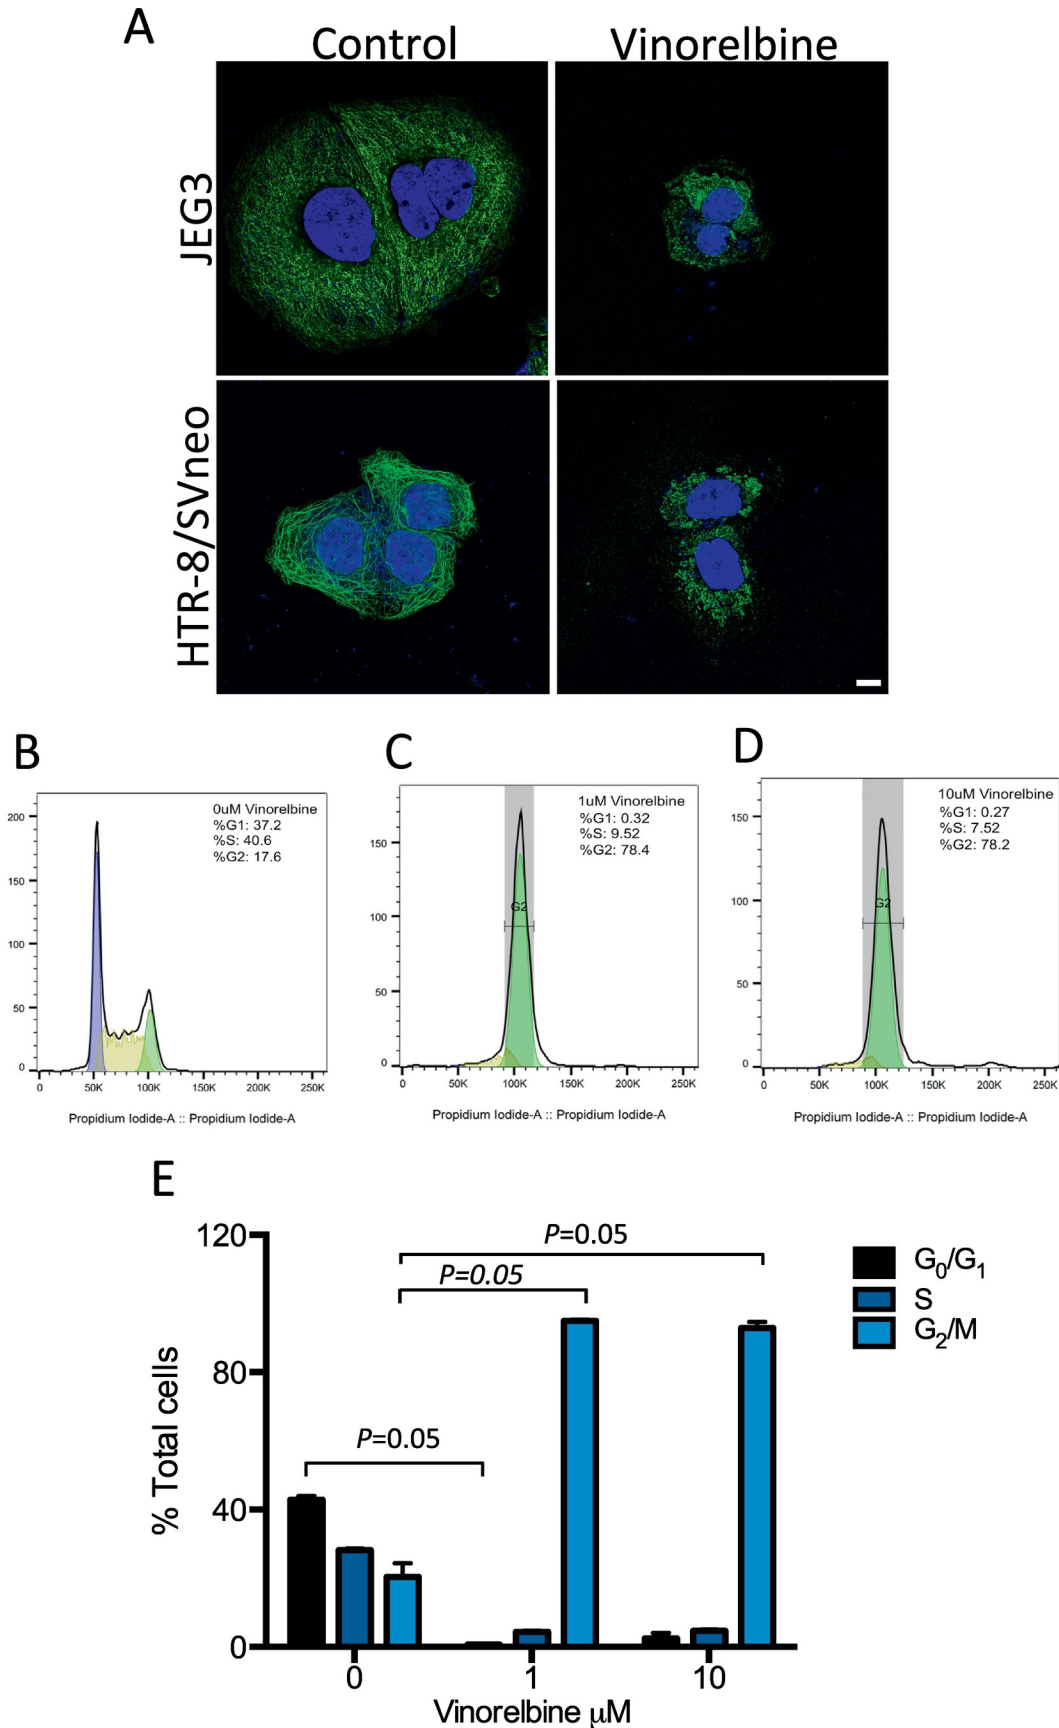 A
Control
Vinorelbine
JEG3
HTR-8/SVneo
B
0uM Vinorelbine
%G1: 37.2
%S: 40.6
%G2: 17.6
200
150
100
50
0
0 50K 100K 150K 200K 250K
Propidium Iodide-A :: Propidium Iodide-A
C
1uM Vinorelbine
%G1: 0.32
%S: 9.52
%G2: 78.4
G2
150
100
50
0
0 50K 100K 150K 200K 250K
Propidium Iodide-A :: Propidium Iodide-A
D
10uM Vinorelbine
%G1: 0.27
%S: 7.52
%G2: 78.2
G2
150
100
50
0
0 50K 100K 150K 200K 250K
Propidium Iodide-A :: Propidium Iodide-A
E
P=0.05
P=0.05
P=0.05
G₀/G₁
S
G₂/M
% Total cells
120
80
40
0
0 1 10
Vinorelbine μM